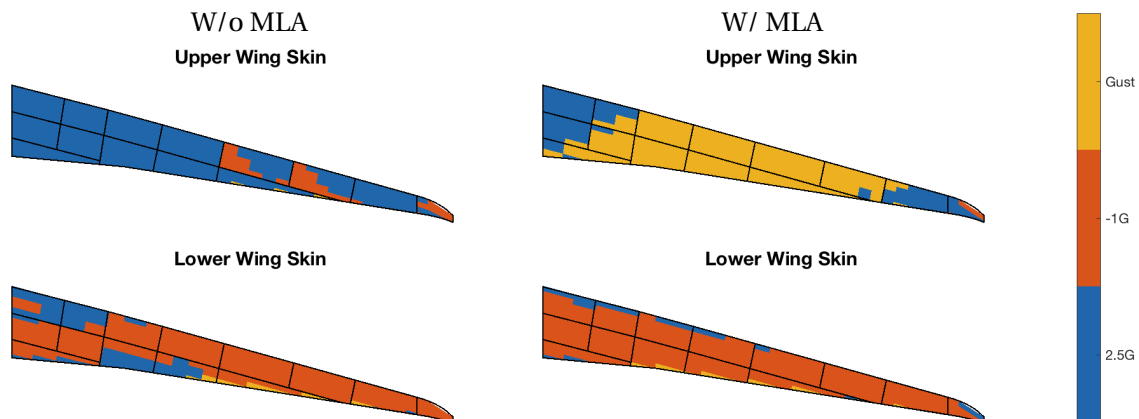 W/o MLA
W/ MLA
Upper Wing Skin
Upper Wing Skin
Gust
-1G
Lower Wing Skin
Lower Wing Skin
2.5G